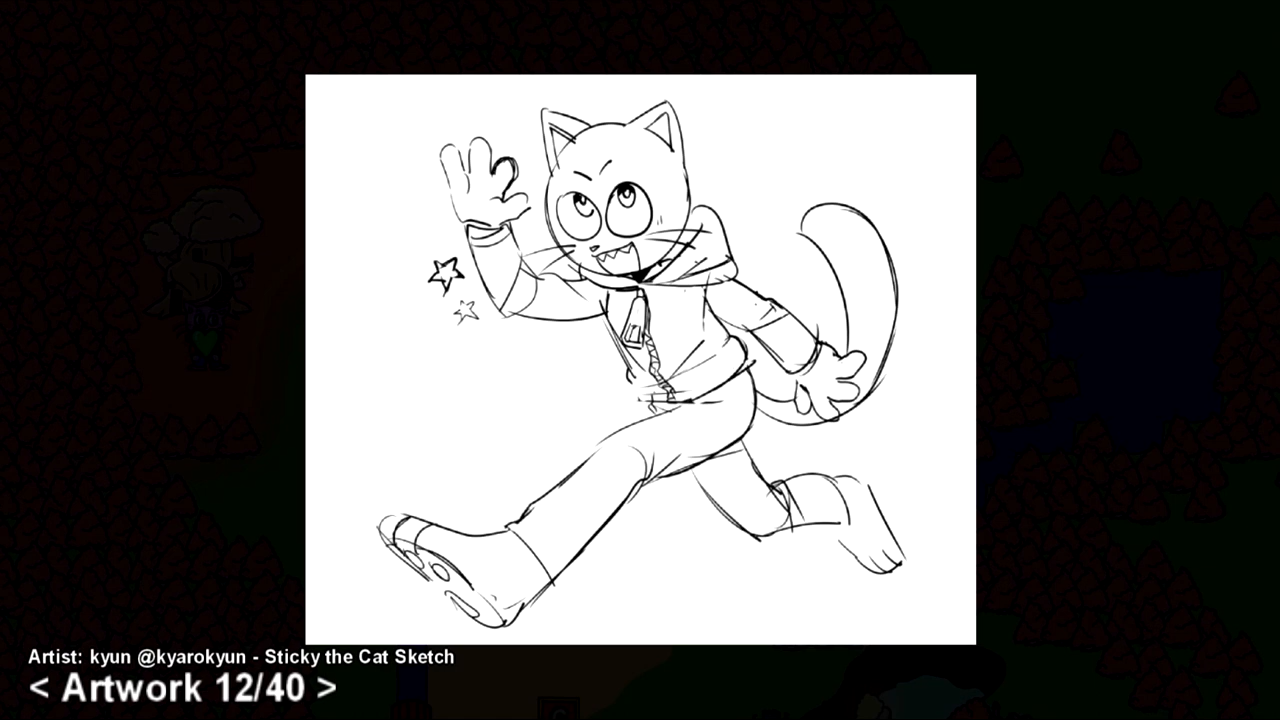 Artist: kyun @kyarokyun - Sticky the Cat Sketch
< Artwork 12/40 >